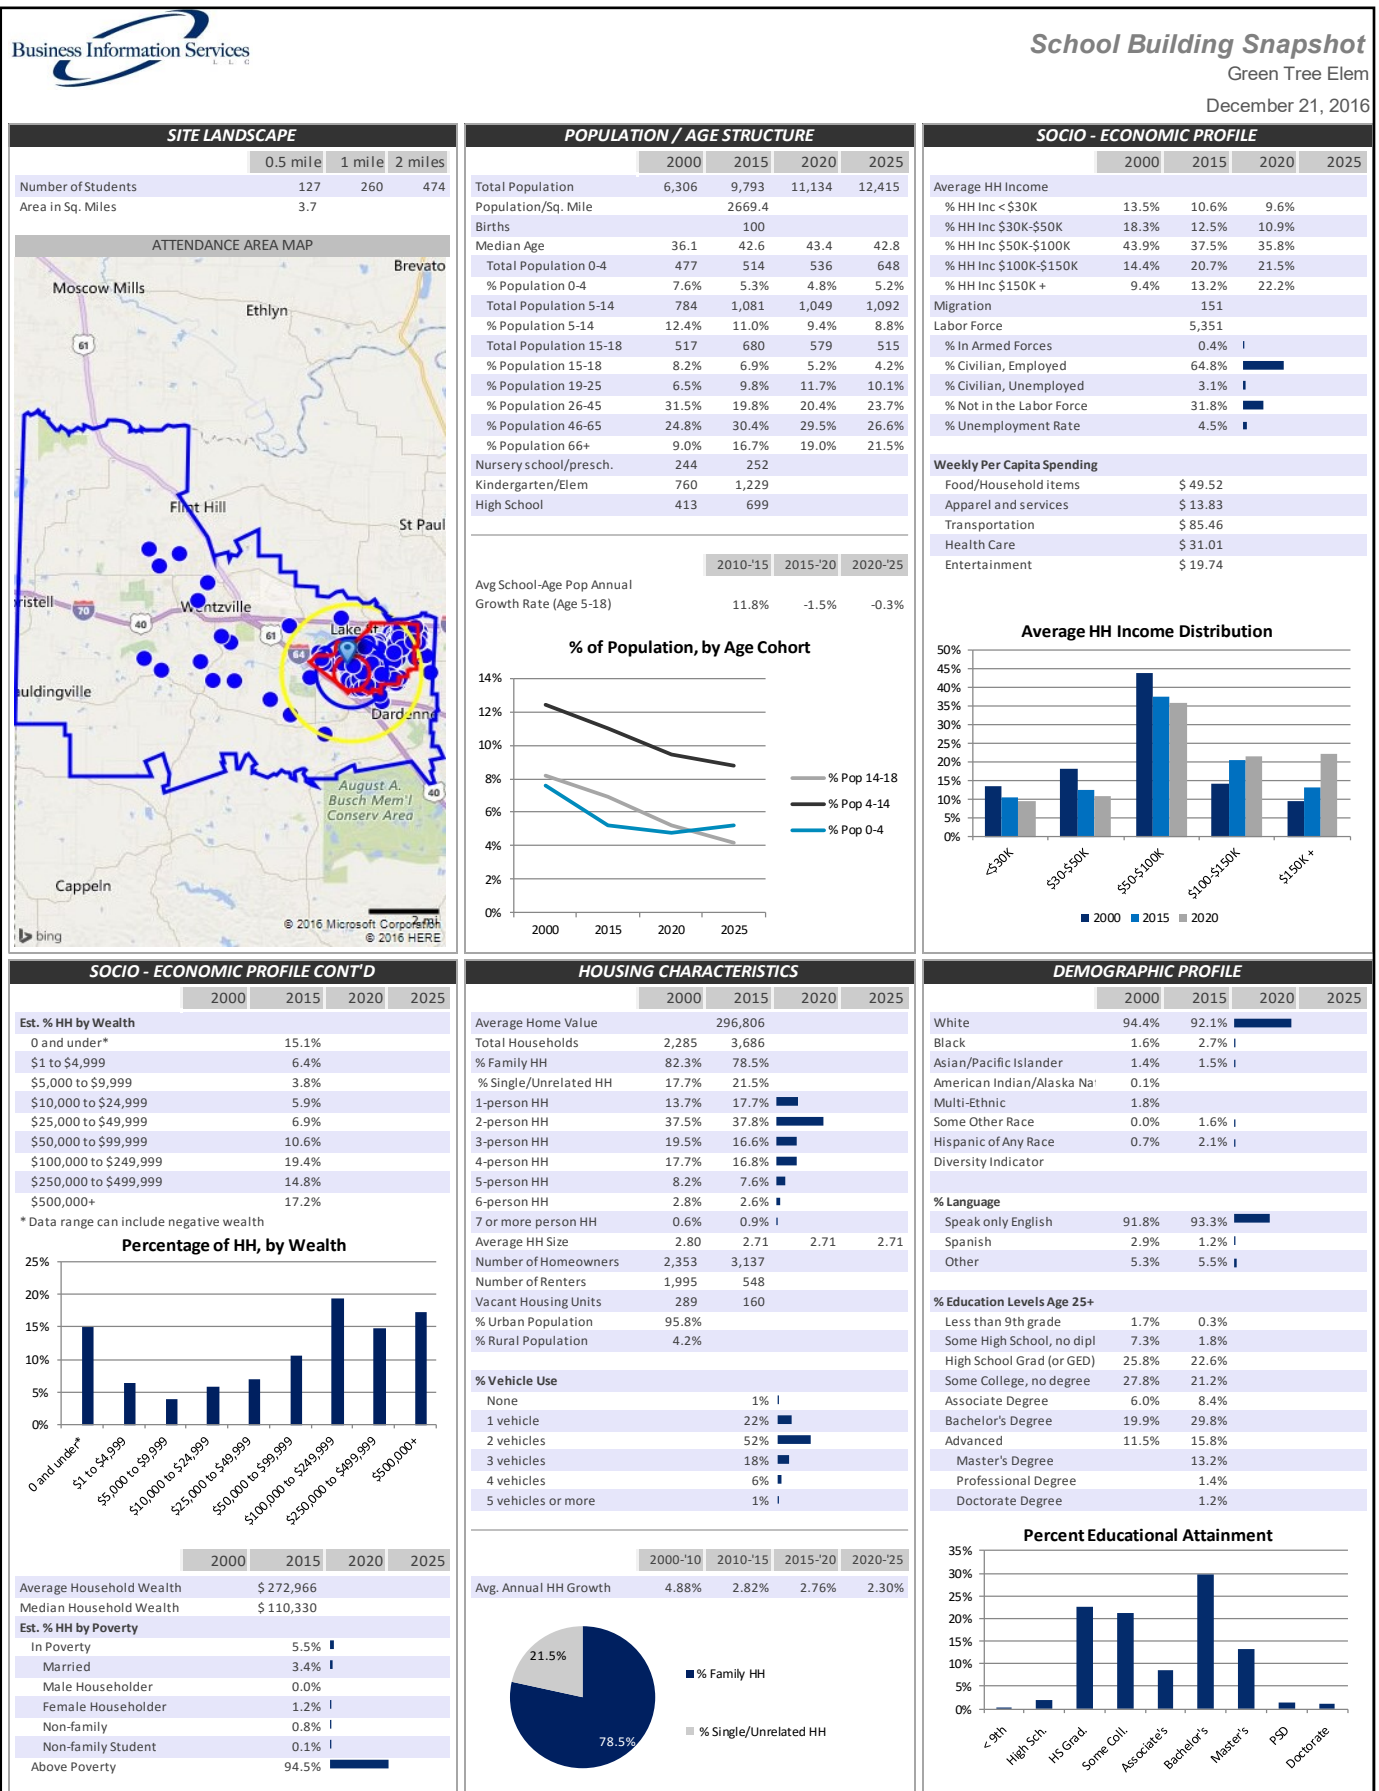 Business Information Services
L L C
School Building Snapshot
Green Tree Elem
December 21, 2016
SITE LANDSCAPE
0.5 mile 1 mile 2 miles
Number of Students 127 260 474
Area in Sq. Miles 3.7
ATTENDANCE AREA MAP
Brevato
Moscow Mills
Ethlyn
61
Flint Hill
St Paul
ristell
70
Wentzville
40
61
Lake St
64
auldingville
Dardenne
August A.
Busch Mem'l
Conserv Area
40
Cappeln
2 mi
© 2016 Microsoft Corporation
© 2016 HERE
bing
POPULATION / AGE STRUCTURE
2000 2015 2020 2025
Total Population 6,306 9,793 11,134 12,415
Population/Sq. Mile 2669.4
Births 100
Median Age 36.1 42.6 43.4 42.8
Total Population 0-4 477 514 536 648
% Population 0-4 7.6% 5.3% 4.8% 5.2%
Total Population 5-14 784 1,081 1,049 1,092
% Population 5-14 12.4% 11.0% 9.4% 8.8%
Total Population 15-18 517 680 579 515
% Population 15-18 8.2% 6.9% 5.2% 4.2%
% Population 19-25 6.5% 9.8% 11.7% 10.1%
% Population 26-45 31.5% 19.8% 20.4% 23.7%
% Population 46-65 24.8% 30.4% 29.5% 26.6%
% Population 66+ 9.0% 16.7% 19.0% 21.5%
Nursery school/presch. 244 252
Kindergarten/Elem 760 1,229
High School 413 699
2010-'15 2015-'20 2020-'25
Avg School-Age Pop Annual
Growth Rate (Age 5-18) 11.8% -1.5% -0.3%
% of Population, by Age Cohort
14%
12%
10%
8%
6%
4%
2%
0%
2000 2015 2020 2025
% Pop 14-18
% Pop 4-14
% Pop 0-4
SOCIO - ECONOMIC PROFILE
2000 2015 2020 2025
Average HH Income
% HH Inc < $30K 13.5% 10.6% 9.6%
% HH Inc $30K-$50K 18.3% 12.5% 10.9%
% HH Inc $50K-$100K 43.9% 37.5% 35.8%
% HH Inc $100K-$150K 14.4% 20.7% 21.5%
% HH Inc $150K + 9.4% 13.2% 22.2%
Migration 151
Labor Force 5,351
% In Armed Forces 0.4%
% Civilian, Employed 64.8%
% Civilian, Unemployed 3.1%
% Not in the Labor Force 31.8%
% Unemployment Rate 4.5%
Weekly Per Capita Spending
Food/Household items $ 49.52
Apparel and services $ 13.83
Transportation $ 85.46
Health Care $ 31.01
Entertainment $ 19.74
Average HH Income Distribution
50%
45%
40%
35%
30%
25%
20%
15%
10%
5%
0%
<$30K $30-$50K $50-$100K $100-$150K $150K +
2000 2015 2020
SOCIO - ECONOMIC PROFILE CONT'D
2000 2015 2020 2025
Est. % HH by Wealth
0 and under* 15.1%
$1 to $4,999 6.4%
$5,000 to $9,999 3.8%
$10,000 to $24,999 5.9%
$25,000 to $49,999 6.9%
$50,000 to $99,999 10.6%
$100,000 to $249,999 19.4%
$250,000 to $499,999 14.8%
$500,000+ 17.2%
* Data range can include negative wealth
Percentage of HH, by Wealth
25%
20%
15%
10%
5%
0%
0 and under* $1 to $4,999 $5,000 to $9,999 $10,000 to $24,999 $25,000 to $49,999 $50,000 to $99,999 $100,000 to $249,999 $250,000 to $499,999 $500,000+
2000 2015 2020 2025
Average Household Wealth $ 272,966
Median Household Wealth $ 110,330
Est. % HH by Poverty
In Poverty 5.5%
Married 3.4%
Male Householder 0.0%
Female Householder 1.2%
Non-family 0.8%
Non-family Student 0.1%
Above Poverty 94.5%
HOUSING CHARACTERISTICS
2000 2015 2020 2025
Average Home Value 296,806
Total Households 2,285 3,686
% Family HH 82.3% 78.5%
% Single/Unrelated HH 17.7% 21.5%
1-person HH 13.7% 17.7%
2-person HH 37.5% 37.8%
3-person HH 19.5% 16.6%
4-person HH 17.7% 16.8%
5-person HH 8.2% 7.6%
6-person HH 2.8% 2.6%
7 or more person HH 0.6% 0.9%
Average HH Size 2.80 2.71 2.71 2.71
Number of Homeowners 2,353 3,137
Number of Renters 1,995 548
Vacant Housing Units 289 160
% Urban Population 95.8%
% Rural Population 4.2%
% Vehicle Use
None 1%
1 vehicle 22%
2 vehicles 52%
3 vehicles 18%
4 vehicles 6%
5 vehicles or more 1%
2000-'10 2010-'15 2015-'20 2020-'25
Avg. Annual HH Growth 4.88% 2.82% 2.76% 2.30%
21.5%
78.5%
% Family HH
% Single/Unrelated HH
DEMOGRAPHIC PROFILE
2000 2015 2020 2025
White 94.4% 92.1%
Black 1.6% 2.7%
Asian/Pacific Islander 1.4% 1.5%
American Indian/Alaska Na 0.1%
Multi-Ethnic 1.8%
Some Other Race 0.0% 1.6%
Hispanic of Any Race 0.7% 2.1%
Diversity Indicator
% Language
Speak only English 91.8% 93.3%
Spanish 2.9% 1.2%
Other 5.3% 5.5%
% Education Levels Age 25+
Less than 9th grade 1.7% 0.3%
Some High School, no dipl 7.3% 1.8%
High School Grad (or GED) 25.8% 22.6%
Some College, no degree 27.8% 21.2%
Associate Degree 6.0% 8.4%
Bachelor's Degree 19.9% 29.8%
Advanced 11.5% 15.8%
Master's Degree 13.2%
Professional Degree 1.4%
Doctorate Degree 1.2%
Percent Educational Attainment
35%
30%
25%
20%
15%
10%
5%
0%
< 9th High Sch. HS Grad. Some Coll. Associate's Bachelor's Master's PSD Doctorate